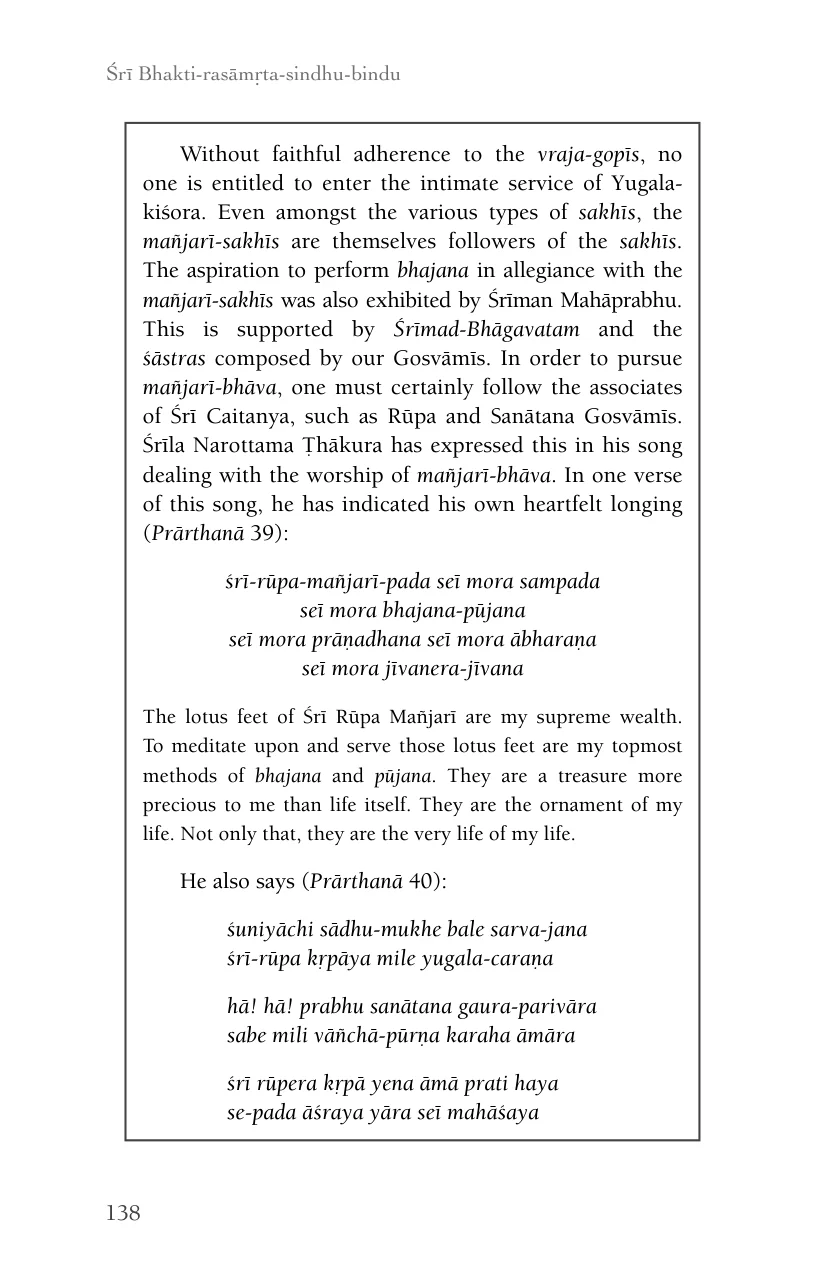 Śrī Bhakti-rasāmṛta-sindhu-bindu
Without faithful adherence to the vraja-gopīs, no
one is entitled to enter the intimate service of Yugala-
kiśora. Even amongst the various types of sakhīs, the
mañjarī-sakhīs are themselves followers of the sakhīs.
The aspiration to perform bhajana in allegiance with the
mañjarī-sakhīs was also exhibited by Śrīman Mahāprabhu.
This is supported by Śrīmad-Bhāgavatam and the
śāstras composed by our Gosvāmīs. In order to pursue
mañjarī-bhāva, one must certainly follow the associates
of Śrī Caitanya, such as Rūpa and Sanātana Gosvāmīs.
Śrīla Narottama Ṭhākura has expressed this in his song
dealing with the worship of mañjarī-bhāva. In one verse
of this song, he has indicated his own heartfelt longing
(Prārthanā 39):
śrī-rūpa-mañjarī-pada seī mora sampada
seī mora bhajana-pūjana
seī mora prāṇadhana seī mora ābharaṇa
seī mora jīvanera-jīvana
The lotus feet of Śrī Rūpa Mañjarī are my supreme wealth.
To meditate upon and serve those lotus feet are my topmost
methods of bhajana and pūjana. They are a treasure more
precious to me than life itself. They are the ornament of my
life. Not only that, they are the very life of my life.
He also says (Prārthanā 40):
śuniyāchi sādhu-mukhe bale sarva-jana
śrī-rūpa kṛpāya mile yugala-caraṇa
hā! hā! prabhu sanātana gaura-parivāra
sabe mili vāñchā-pūrṇa karaha āmāra
śrī rūpera kṛpā yena āmā prati haya
se-pada āśraya yāra seī mahāśaya
138